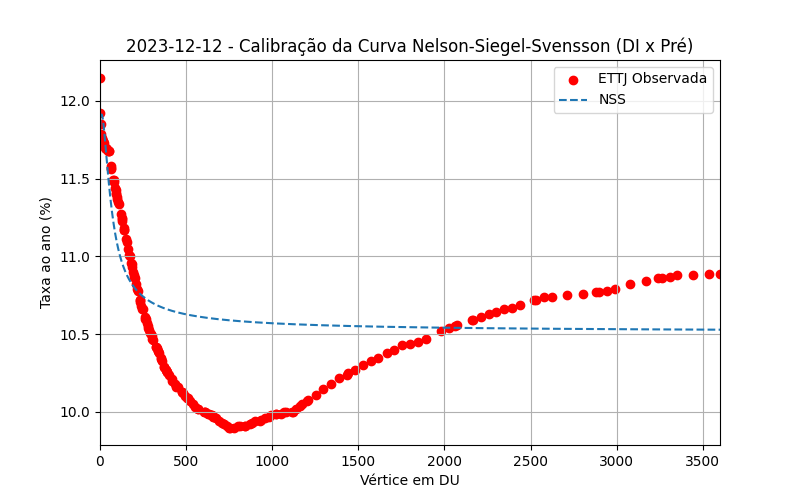 2023-12-12 - Calibração da Curva Nelson-Siegel-Svensson (DI x Pré)
ETTJ Observada
NSS
Taxa ao ano (%)
12.0
11.5
11.0
10.5
10.0
0 500 1000 1500 2000 2500 3000 3500
Vértice em DU